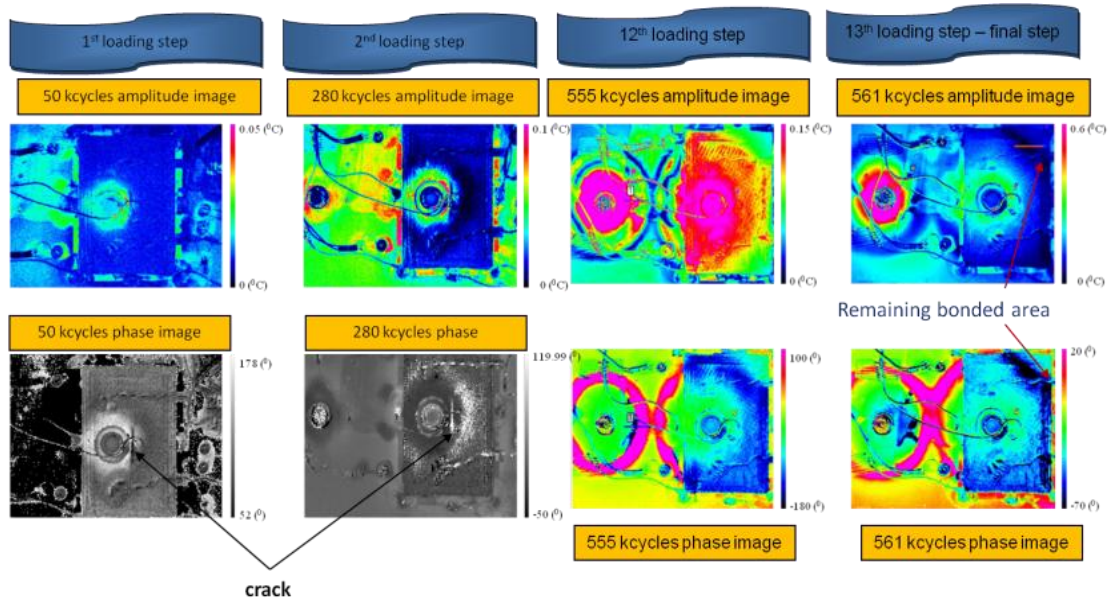 1st loading step
2nd loading step
12th loading step
13th loading step – final step
50 kcycles amplitude image
280 kcycles amplitude image
555 kcycles amplitude image
561 kcycles amplitude image
0.05 (⁰C)
0 (⁰C)
0.1 (⁰C)
0 (⁰C)
0.15 (⁰C)
0 (⁰C)
0.6 (⁰C)
0 (⁰C)
Remaining bonded area
50 kcycles phase image
280 kcycles phase
178 (⁰)
52 (⁰)
119.99 (⁰)
-50 (⁰)
100 (⁰)
-180 (⁰)
20 (⁰)
-70 (⁰)
555 kcycles phase image
561 kcycles phase image
crack